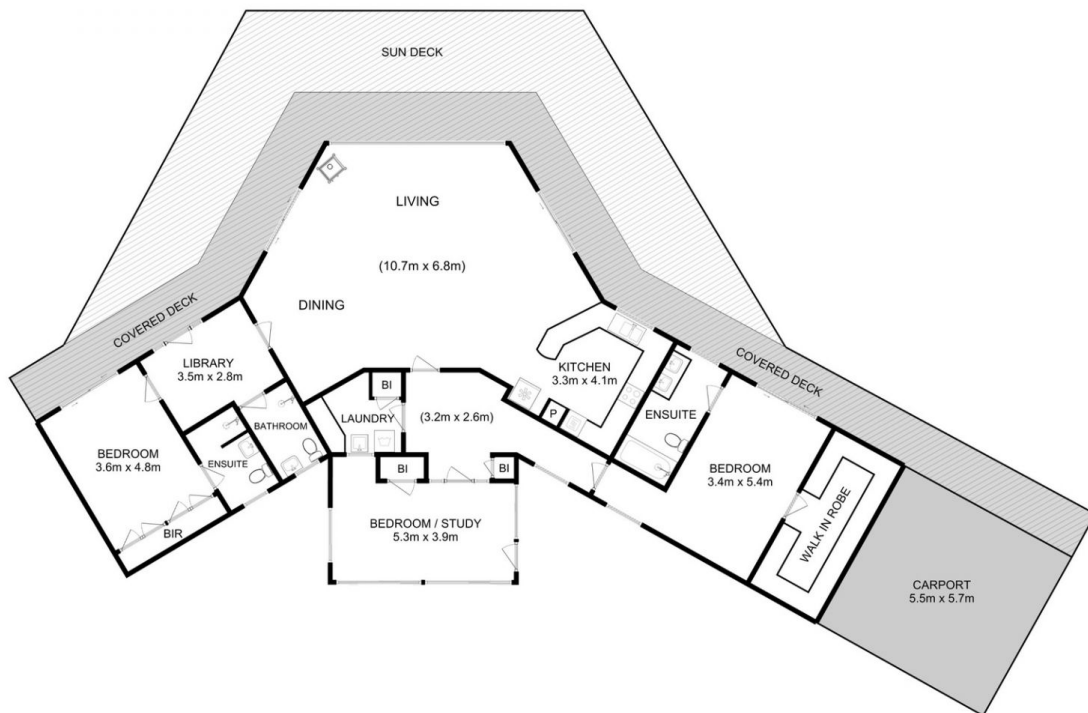 SUN DECK
LIVING
(10.7m x 6.8m)
DINING
COVERED DECK
LIBRARY
3.5m x 2.8m
KITCHEN
3.3m x 4.1m
P
COVERED DECK
BI
LAUNDRY
(3.2m x 2.6m)
BATHROOM
ENSUITE
ENSUITE
BEDROOM
3.6m x 4.8m
BIR
BI
BI
BEDROOM / STUDY
5.3m x 3.9m
BEDROOM
3.4m x 5.4m
WALK IN ROBE
CARPORT
5.5m x 5.7m